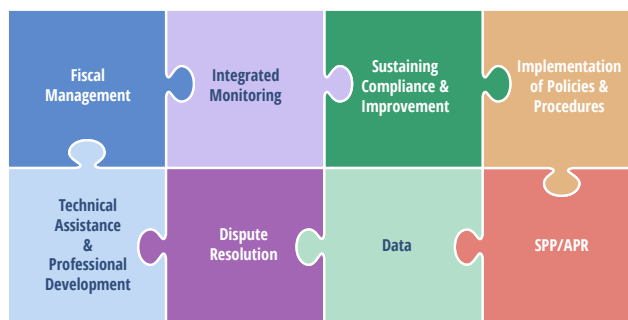 Fiscal
Management
Integrated
Monitoring
Sustaining
Compliance &
Improvement
Implementation
of Policies &
Procedures
Technical
Assistance
&
Professional
Development
Dispute
Resolution
Data
SPP/APR